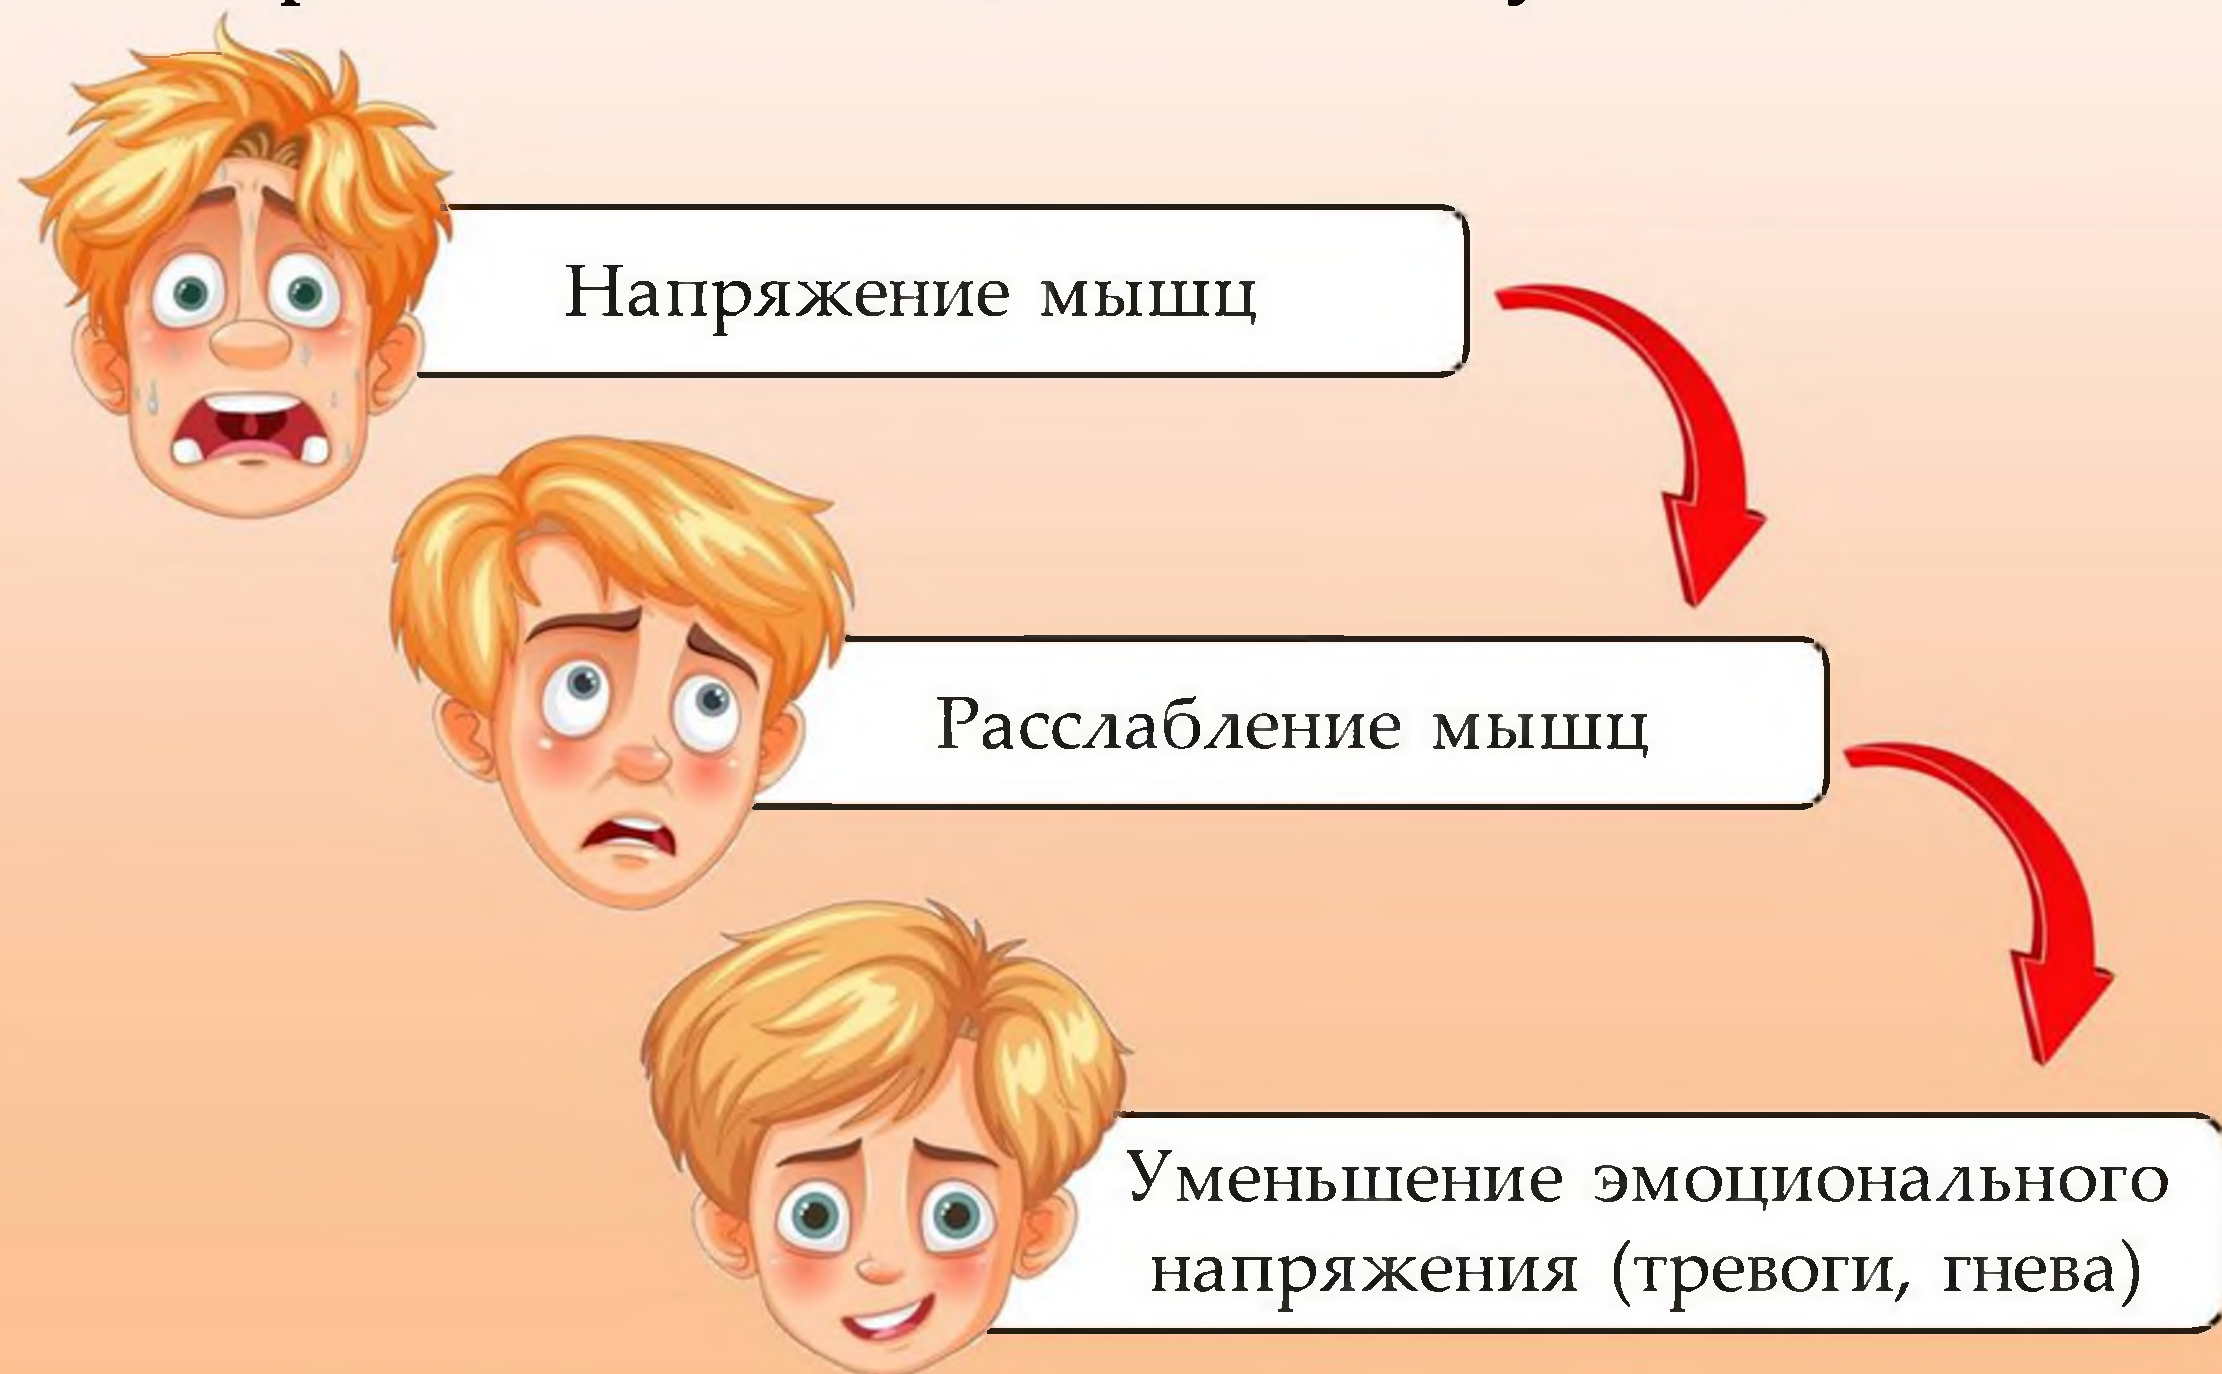 Напряжение мышц
Расслабление мышц
Уменьшение эмоционального
напряжения (тревоги, гнева)